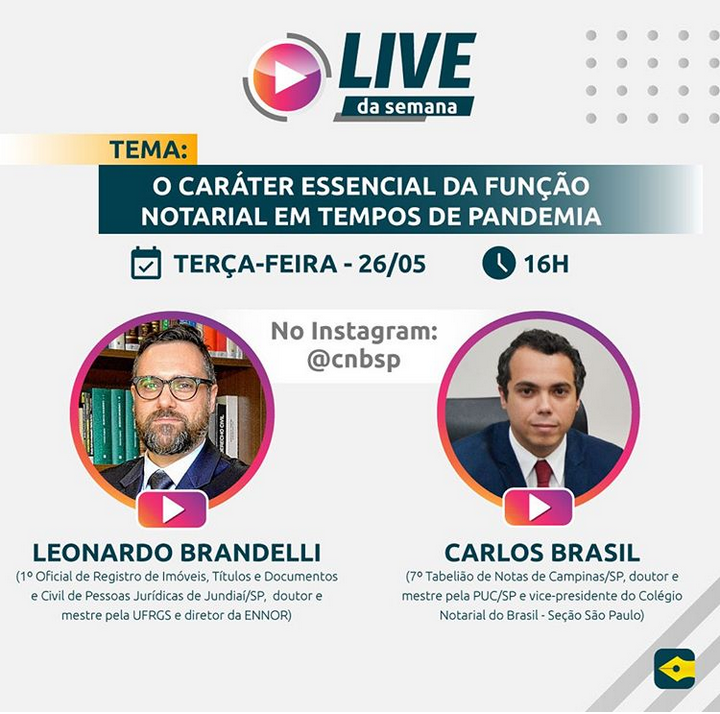 LIVE
da semana
TEMA:
O CARÁTER ESSENCIAL DA FUNÇÃO
NOTARIAL EM TEMPOS DE PANDEMIA
TERÇA-FEIRA - 26/05
16H
No Instagram:
@cnbsp
LEONARDO BRANDELLI
(1º Oficial de Registro de Imóveis, Títulos e Documentos
e Civil de Pessoas Jurídicas de Jundiaí/SP,  doutor e
mestre pela UFRGS e diretor da ENNOR)
CARLOS BRASIL
(7º Tabelião de Notas de Campinas/SP, doutor e
mestre pela PUC/SP e vice-presidente do Colégio
Notarial do Brasil - Seção São Paulo)